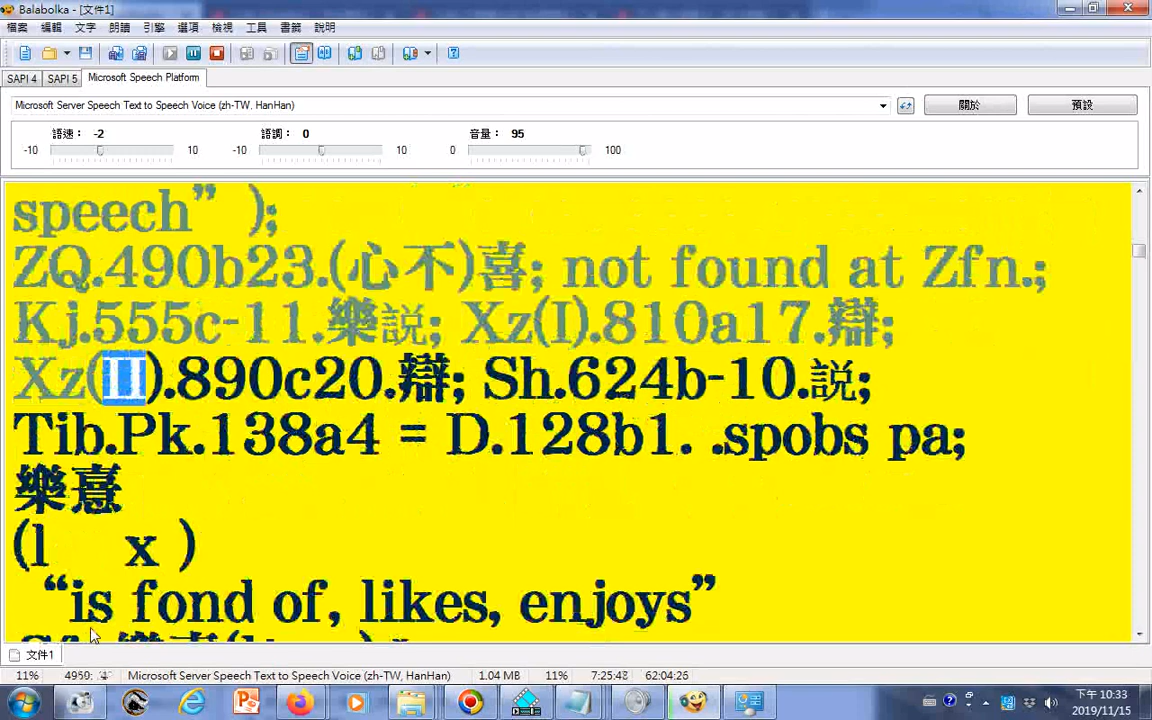 Balabolka - [文件1]
檔案 編輯 文字 朗讀 引擎 選項 檢視 工具 書籤 說明
SAPI 4 SAPI 5 Microsoft Speech Platform
Microsoft Server Speech Text to Speech Voice (zh-TW, HanHan) 關於 預設
語速： -2 語調： 0 音量： 95
-10 10 -10 10 0 100
speech” );
ZQ.490b23.(心不)喜; not found at Zfn.;
Kj.555c-11.樂説; Xz(I).810a17.辯;
Xz(II).890c20.辯; Sh.624b-10.説;
Tib.Pk.138a4 = D.128b1. .spobs pa;
樂憙
(l x )
“is fond of, likes, enjoys”
文件1
11% Microsoft Server Speech Text to Speech Voice (zh-TW, HanHan) 1.04 MB 11% 7:25:48 62:04:25
下午 10:33
2019/11/15